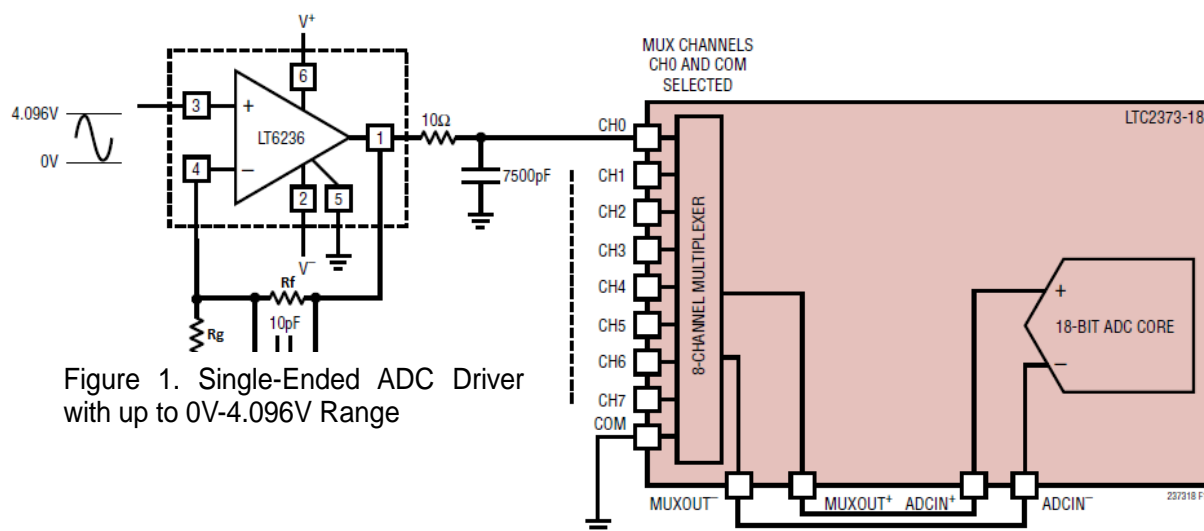 V+
6
4.096V
0V
3
+
LT6236
1
4
−
2
5
V−
10Ω
7500pF
Rf
10pF
Rg
Figure 1. Single-Ended ADC Driver
with up to 0V-4.096V Range
MUX CHANNELS
CH0 AND COM
SELECTED
LTC2373-18
CH0
CH1
CH2
CH3
CH4
CH5
CH6
CH7
COM
8-CHANNEL MULTIPLEXER
+
18-BIT ADC CORE
−
MUXOUT−
MUXOUT+
ADCIN+
ADCIN−
237318 F